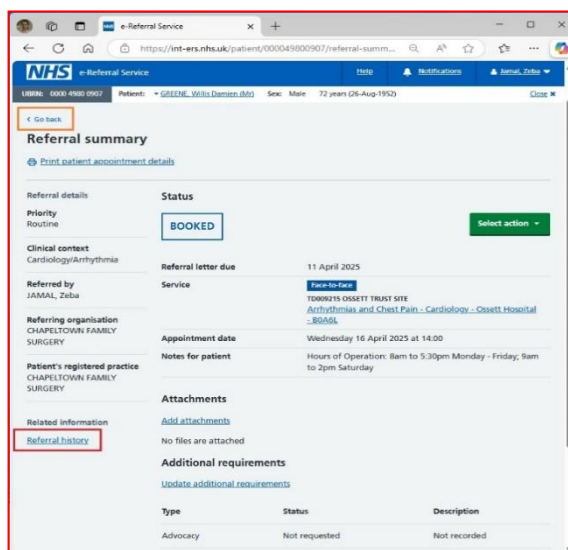 e-Referral Service
https://int-ers.nhs.uk/patient/000049800907/referral-summ...
NHS e-Referral Service
Help
Notifications
Jamal, Zeba
UBRN: 0000 4980 0907 Patient: GREENE, Willis Damien (Mr) Sex: Male 72 years (26-Aug-1952) Close
Go back
Referral summary
Print patient appointment details
Referral details
Priority
Routine
Clinical context
Cardiology/Arrhythmia
Referred by
JAMAL, Zeba
Referring organisation
CHAPELTOWN FAMILY
SURGERY
Patient's registered practice
CHAPELTOWN FAMILY
SURGERY
Related information
Referral history
Status
BOOKED
Select action
Referral letter due 11 April 2025
Service Face-to-face
TD009215 OSSETT TRUST SITE
Arrhythmias and Chest Pain - Cardiology - Ossett Hospital
- B0A6L
Appointment date Wednesday 16 April 2025 at 14:00
Notes for patient Hours of Operation: 8am to 5:30pm Monday - Friday; 9am
to 2pm Saturday
Attachments
Add attachments
No files are attached
Additional requirements
Update additional requirements
Type Status Description
Advocacy Not requested Not recorded